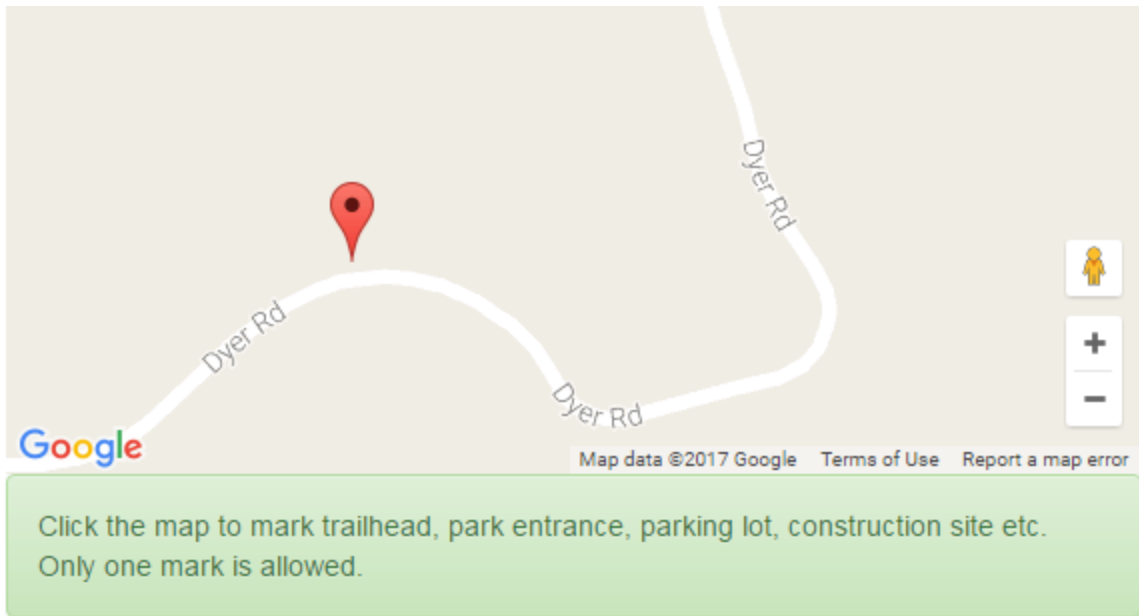 Dyer Rd
Dyer Rd
Dyer Rd
Google
Map data ©2017 Google Terms of Use Report a map error
Click the map to mark trailhead, park entrance, parking lot, construction site etc.
Only one mark is allowed.